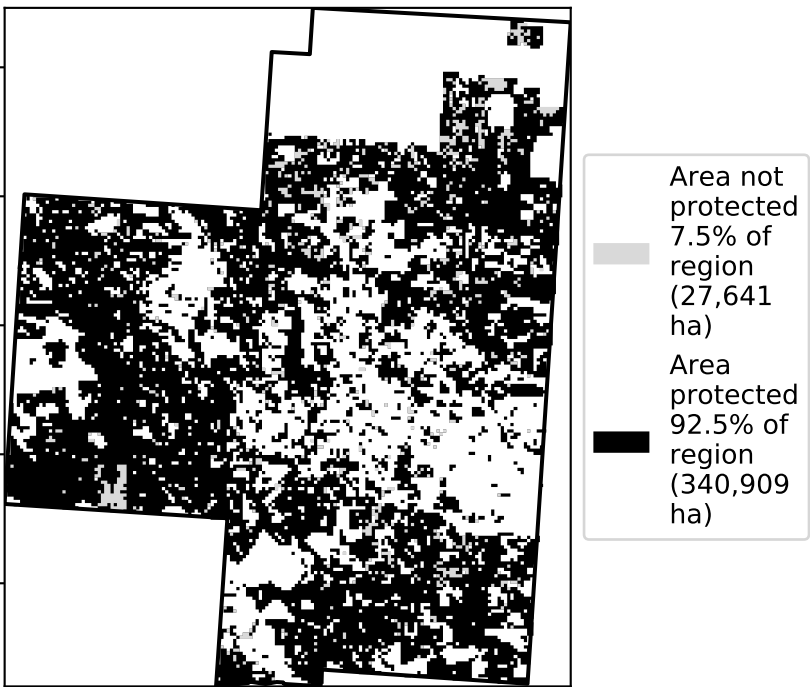 Area not
protected
7.5% of
region
(27,641
ha)
Area
protected
92.5% of
region
(340,909
ha)